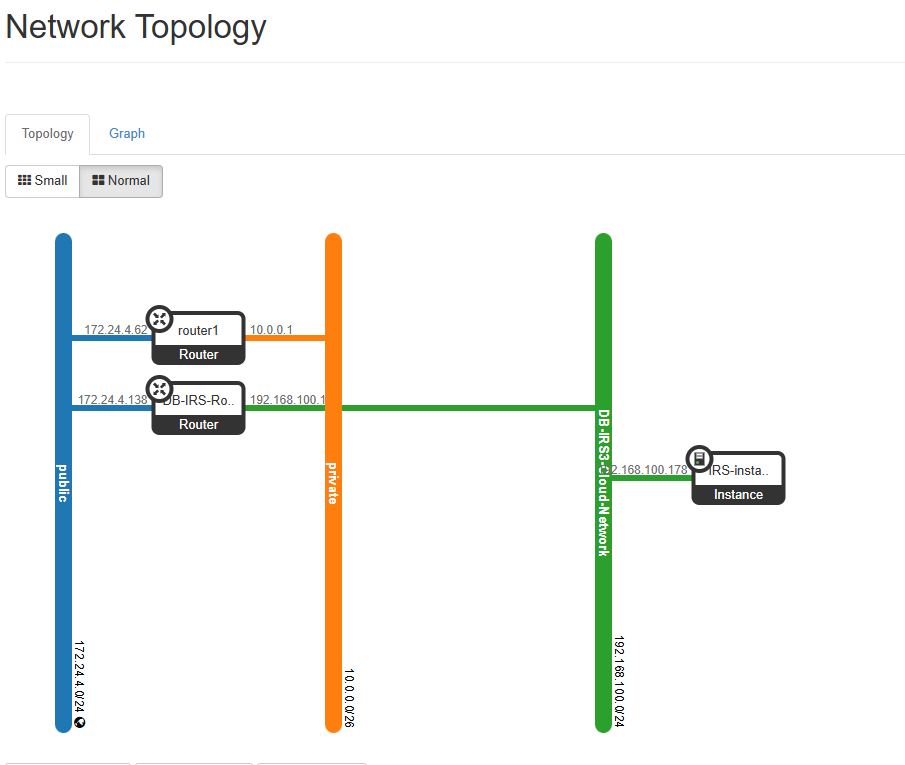 Network Topology
Topology
Graph
Small
Normal
172.24.4.62
router1
Router
10.0.0.1
172.24.4.138
DB-IRS-Ro..
Router
192.168.100.1
public
private
DB-IRS3-cloud-Network
2.168.100.178
IRS-insta..
Instance
172.24.4.0/24
10.0.0.0/26
192.168.100.0/24